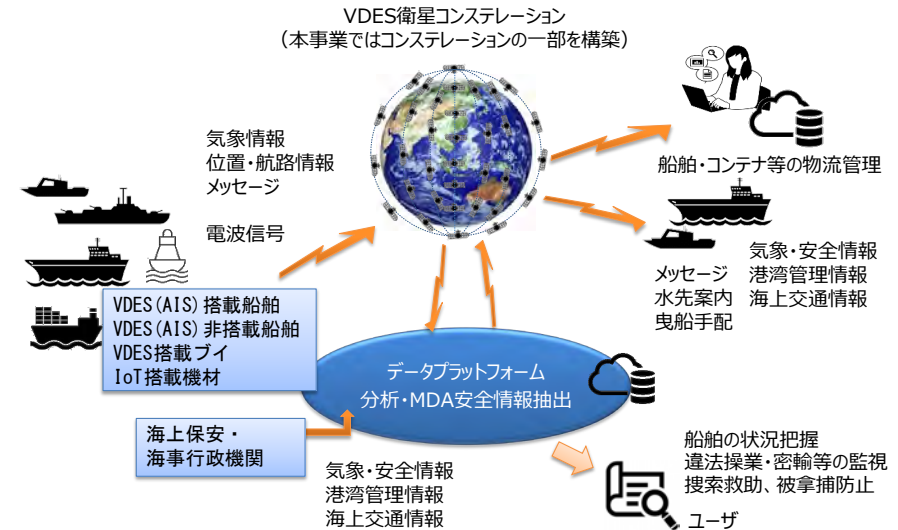 VDES衛星コンステレーション
（本事業ではコンステレーションの一部を構築）
気象情報
位置・航路情報
メッセージ
電波信号
VDES(AIS)搭載船舶
VDES(AIS)非搭載船舶
VDES搭載ブイ
IoT搭載機材
海上保安・
海事行政機関
データプラットフォーム
分析・MDA安全情報抽出
気象・安全情報
港湾管理情報
海上交通情報
船舶・コンテナ等の物流管理
メッセージ
水先案内
曳船手配
気象・安全情報
港湾管理情報
海上交通情報
船舶の状況把握
違法操業・密輸等の監視
捜索救助、被拿捕防止
ユーザ